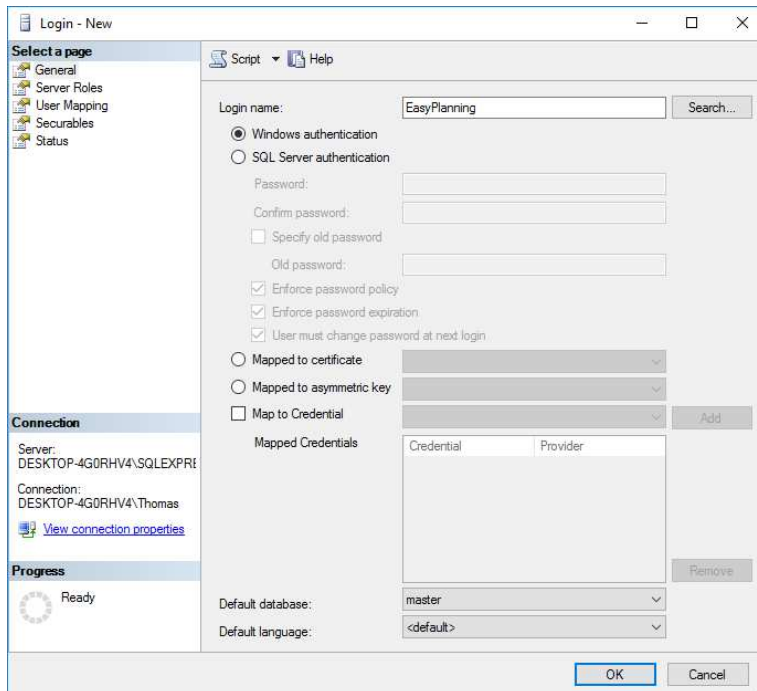 Login - New
Select a page
General
Server Roles
User Mapping
Securables
Status
Script
Help
Login name:
EasyPlanning
Search...
Windows authentication
SQL Server authentication
Password:
Confirm password:
Specify old password
Old password:
Enforce password policy
Enforce password expiration
User must change password at next login
Mapped to certificate
Mapped to asymmetric key
Map to Credential
Add
Mapped Credentials
Credential Provider
Remove
Default database:
master
Default language:
<default>
Connection
Server:
DESKTOP-4G0RHV4\SQLEXPRE
Connection:
DESKTOP-4G0RHV4\Thomas
View connection properties
Progress
Ready
OK
Cancel